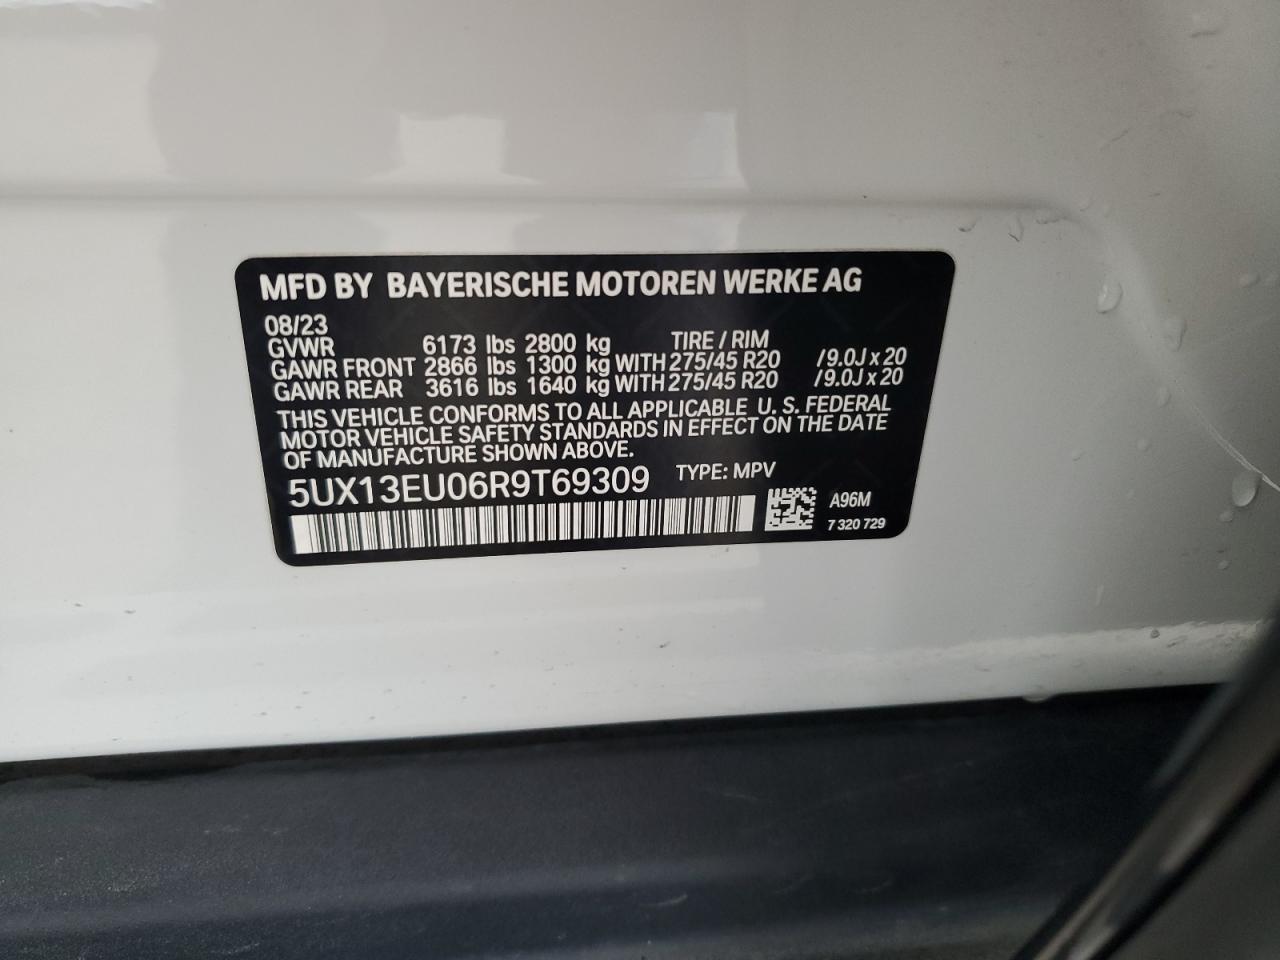 MFD BY BAYERISCHE MOTOREN WERKE AG
08/23
GVWR 6173 lbs 2800 kg TIRE / RIM
GAWR FRONT 2866 lbs 1300 kg WITH 275/45 R20 /9.0J x 20
GAWR REAR 3616 lbs 1640 kg WITH 275/45 R20 /9.0J x 20
THIS VEHICLE CONFORMS TO ALL APPLICABLE U. S. FEDERAL
MOTOR VEHICLE SAFETY STANDARDS IN EFFECT ON THE DATE
OF MANUFACTURE SHOWN ABOVE.
5UX13EU06R9T69309 TYPE: MPV
A96M
7 320 729